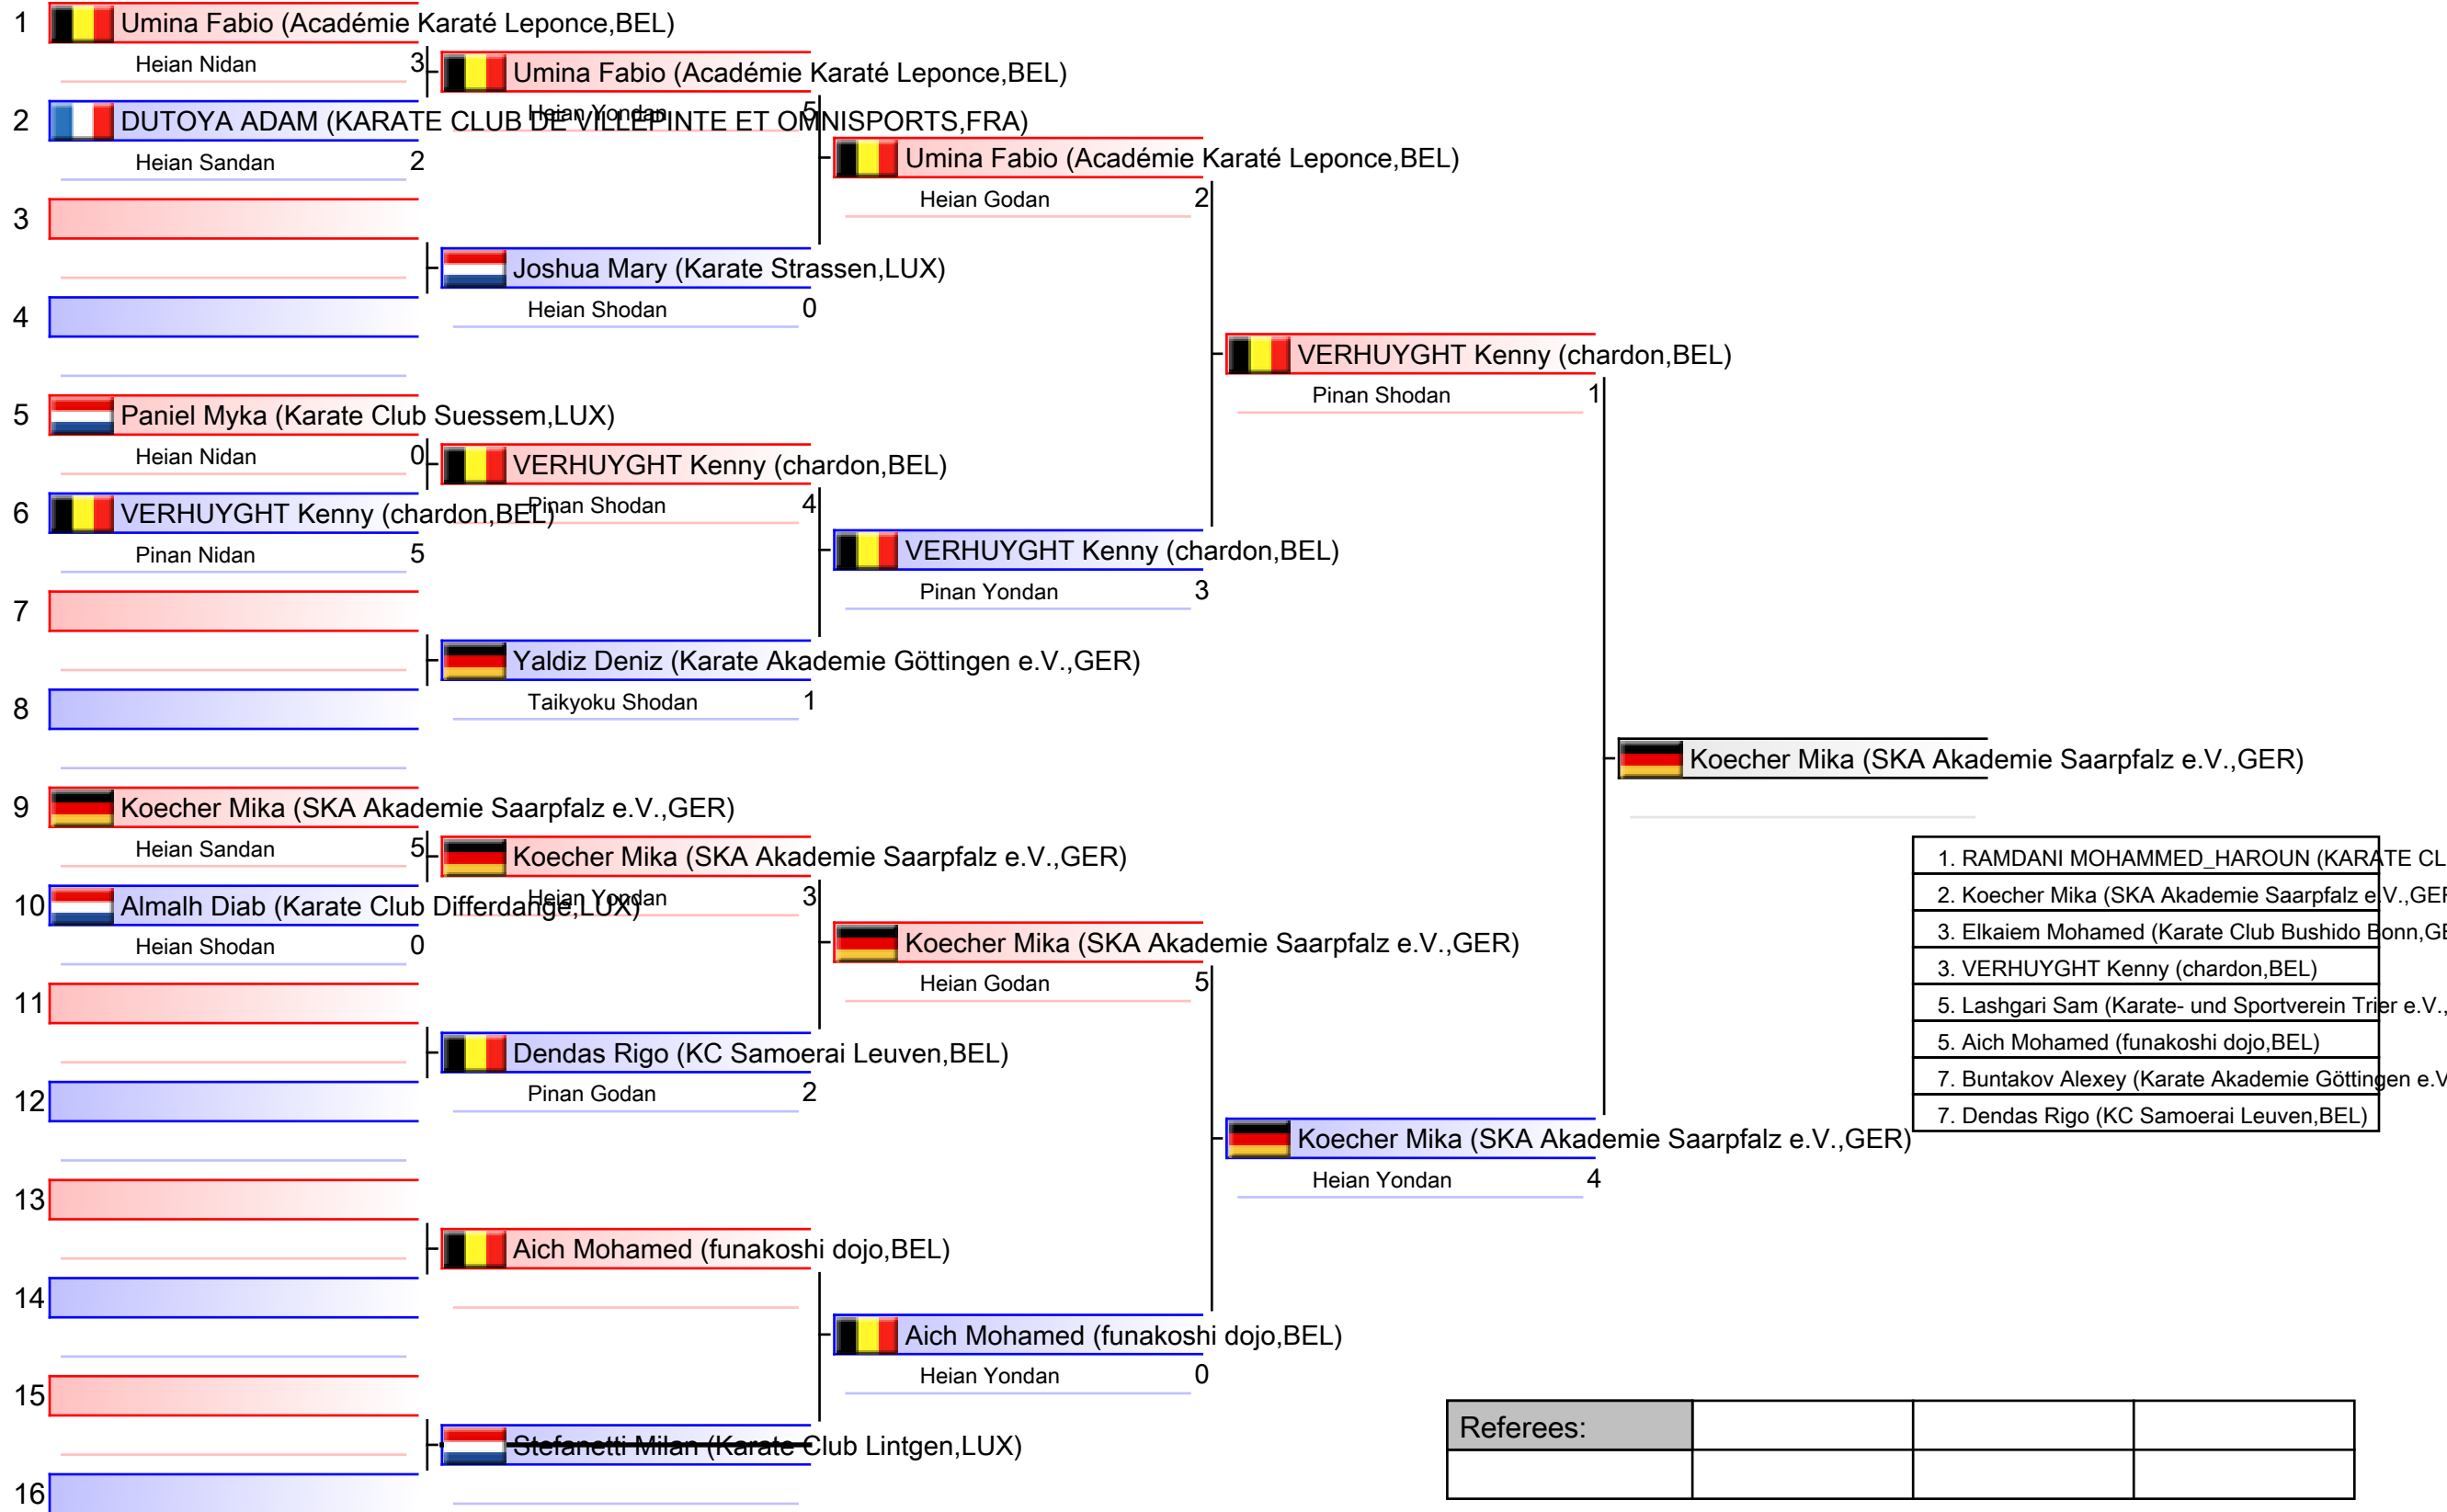 1 Umina Fabio (Académie Karaté Leponce,BEL)
Heian Nidan 3
Umina Fabio (Académie Karaté Leponce,BEL)
Heian Yondan 5
2 DUTOYA ADAM (KARATE CLUB DE VILLEPINTE ET OMNISPORTS,FRA)
Heian Sandan 2
Umina Fabio (Académie Karaté Leponce,BEL)
Heian Godan 2
3
Joshua Mary (Karate Strassen,LUX)
Heian Shodan 0
4
VERHUYGHT Kenny (chardon,BEL)
Pinan Shodan 1
5 Paniel Myka (Karate Club Suessem,LUX)
Heian Nidan 0
VERHUYGHT Kenny (chardon,BEL)
Pinan Shodan 4
6 VERHUYGHT Kenny (chardon,BEL)
Pinan Nidan 5
VERHUYGHT Kenny (chardon,BEL)
Pinan Yondan 3
7
Yaldiz Deniz (Karate Akademie Göttingen e.V.,GER)
Taikyoku Shodan 1
8
Koecher Mika (SKA Akademie Saarpfalz e.V.,GER)
9 Koecher Mika (SKA Akademie Saarpfalz e.V.,GER)
Heian Sandan 5
Koecher Mika (SKA Akademie Saarpfalz e.V.,GER)
Heian Yondan 3
10 Almalh Diab (Karate Club Differdange,LUX)
Heian Shodan 0
Koecher Mika (SKA Akademie Saarpfalz e.V.,GER)
Heian Godan 5
11
Dendas Rigo (KC Samoerai Leuven,BEL)
Pinan Godan 2
12
Koecher Mika (SKA Akademie Saarpfalz e.V.,GER)
Heian Yondan 4
13
Aich Mohamed (funakoshi dojo,BEL)
14
Aich Mohamed (funakoshi dojo,BEL)
Heian Yondan 0
15
Stefanetti Milan (Karate Club Lintgen,LUX)
16
1. RAMDANI MOHAMMED_HAROUN (KARATE CL
2. Koecher Mika (SKA Akademie Saarpfalz e.V.,GER
3. Elkaiem Mohamed (Karate Club Bushido Bonn,GE
3. VERHUYGHT Kenny (chardon,BEL)
5. Lashgari Sam (Karate- und Sportverein Trier e.V.,
5. Aich Mohamed (funakoshi dojo,BEL)
7. Buntakov Alexey (Karate Akademie Göttingen e.V
7. Dendas Rigo (KC Samoerai Leuven,BEL)
Referees: